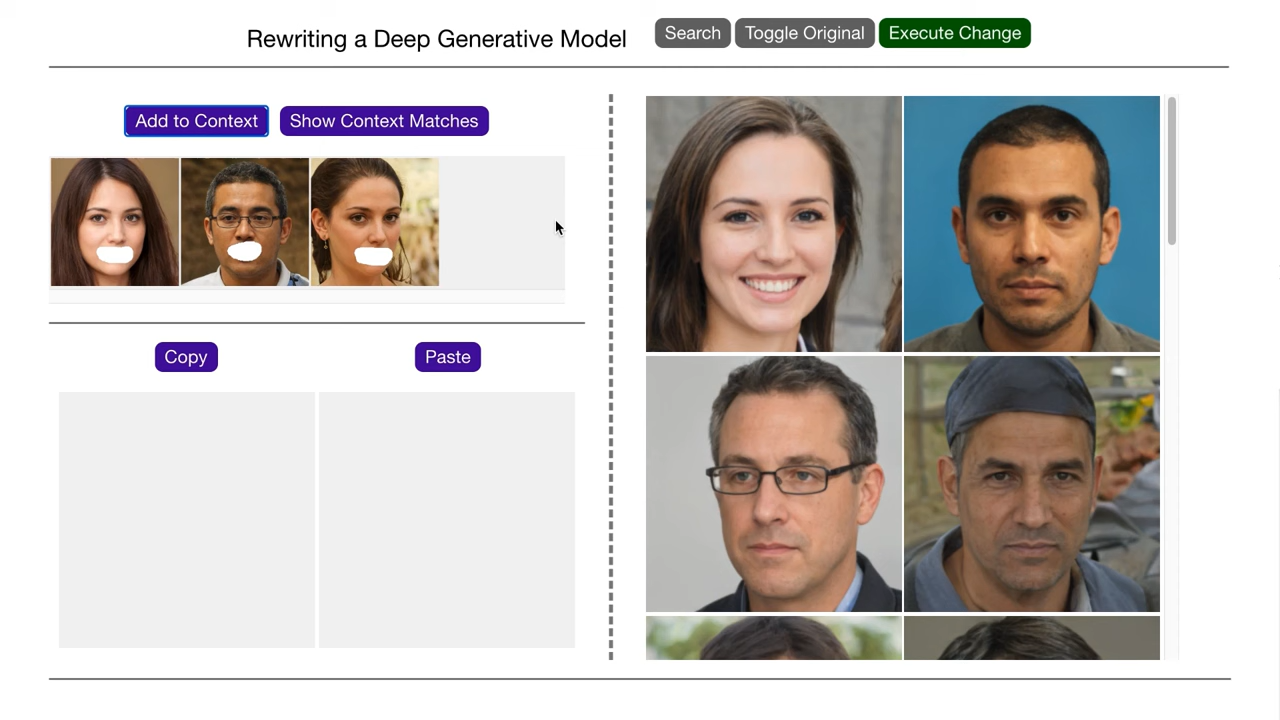 Rewriting a Deep Generative Model
Search
Toggle Original
Execute Change
Add to Context
Show Context Matches
Copy
Paste